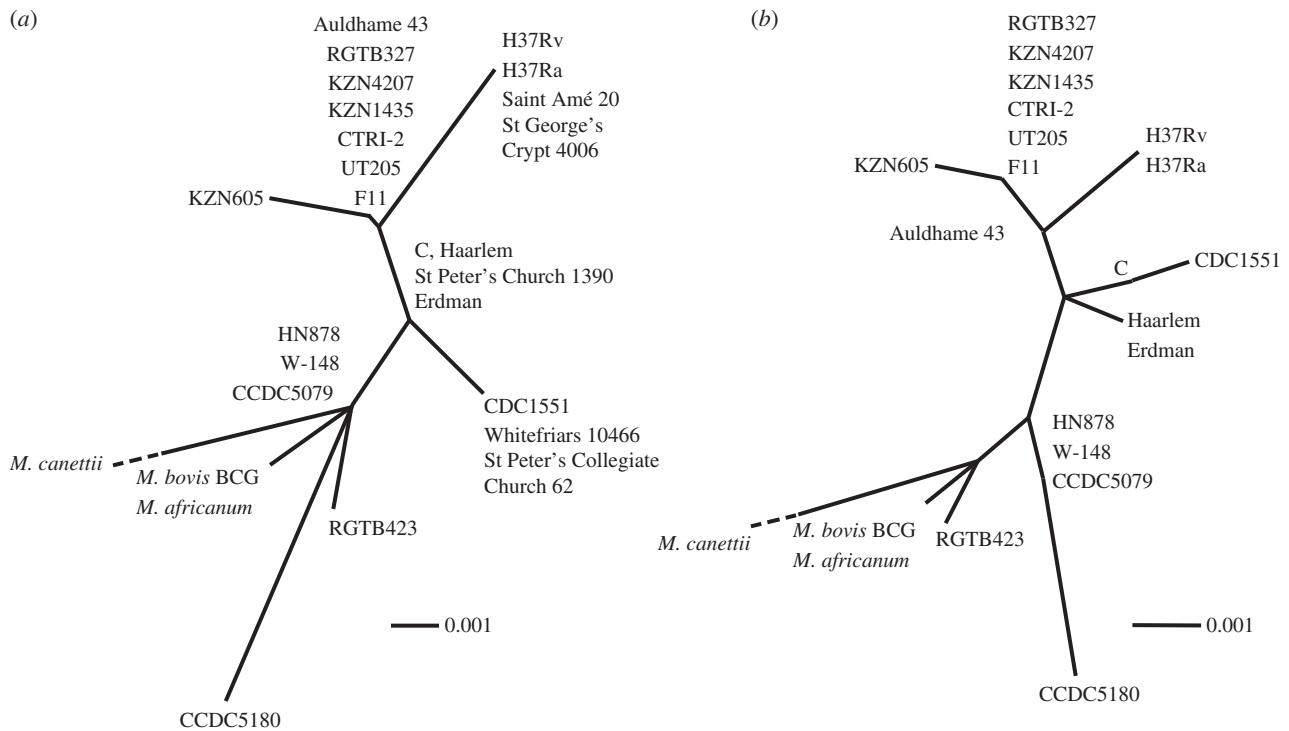 (a)
Auldhame 43
RGTB327
KZN4207
KZN1435
CTRI-2
UT205
F11
KZN605
H37Rv
H37Ra
Saint Amé 20
St George’s
Crypt 4006
C, Haarlem
St Peter’s Church 1390
Erdman
HN878
W-148
CCDC5079
CDC1551
Whitefriars 10466
St Peter’s Collegiate
Church 62
M. canettii
M. bovis BCG
M. africanum
RGTB423
0.001
CCDC5180
(b)
RGTB327
KZN4207
KZN1435
CTRI-2
UT205
F11
KZN605
H37Rv
H37Ra
Auldhame 43
C
CDC1551
Haarlem
Erdman
HN878
W-148
CCDC5079
M. canettii
M. bovis BCG
M. africanum
RGTB423
0.001
CCDC5180